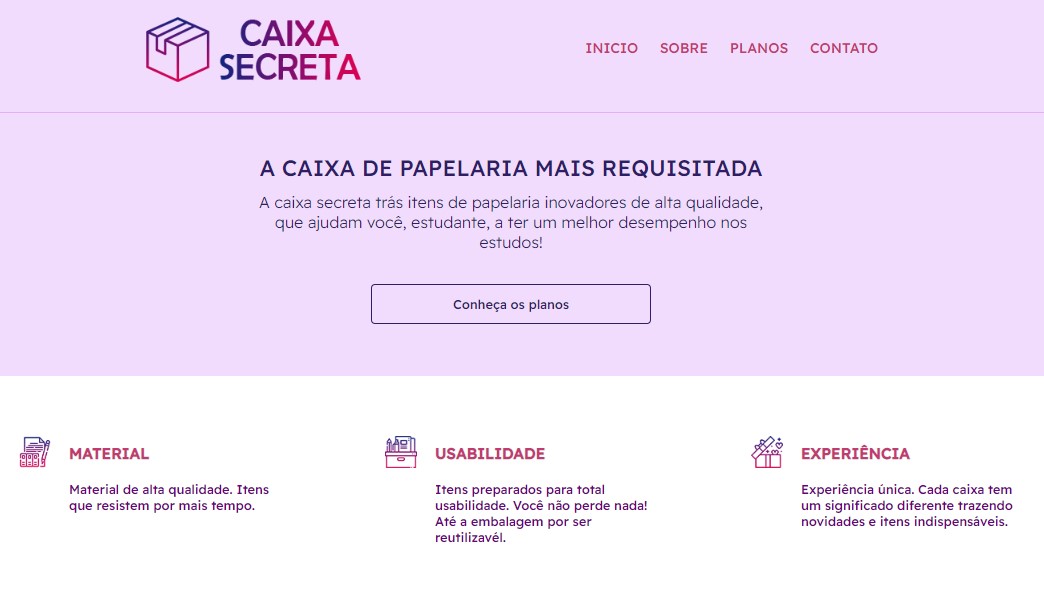 CAIXA
SECRETA
INICIO SOBRE PLANOS CONTATO
A CAIXA DE PAPELARIA MAIS REQUISITADA
A caixa secreta trás itens de papelaria inovadores de alta qualidade,
que ajudam você, estudante, a ter um melhor desempenho nos
estudos!
Conheça os planos
MATERIAL
Material de alta qualidade. Itens
que resistem por mais tempo.
USABILIDADE
Itens preparados para total
usabilidade. Você não perde nada!
Até a embalagem por ser
reutilizavél.
EXPERIÊNCIA
Experiência única. Cada caixa tem
um significado diferente trazendo
novidades e itens indispensáveis.